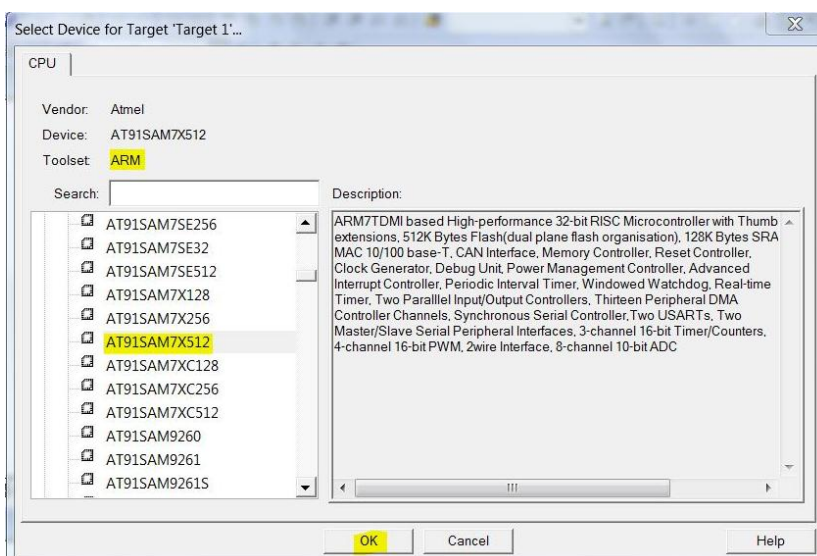 Select Device for Target 'Target 1'...
CPU
Vendor: Atmel
Device: AT91SAM7X512
Toolset: ARM
Search:
Description:
AT91SAM7SE256
AT91SAM7SE32
AT91SAM7SE512
AT91SAM7X128
AT91SAM7X256
AT91SAM7X512
AT91SAM7XC128
AT91SAM7XC256
AT91SAM7XC512
AT91SAM9260
AT91SAM9261
AT91SAM9261S
ARM7TDMI based High-performance 32-bit RISC Microcontroller with Thumb
extensions, 512K Bytes Flash(dual plane flash organisation), 128K Bytes SRA
MAC 10/100 base-T, CAN Interface, Memory Controller, Reset Controller,
Clock Generator, Debug Unit, Power Management Controller, Advanced
Interrupt Controller, Periodic Interval Timer, Windowed Watchdog, Real-time
Timer, Two Paralllel Input/Output Controllers, Thirteen Peripheral DMA
Controller Channels, Synchronous Serial Controller,Two USARTs, Two
Master/Slave Serial Peripheral Interfaces, 3-channel 16-bit Timer/Counters,
4-channel 16-bit PWM, 2wire Interface, 8-channel 10-bit ADC
OK
Cancel
Help